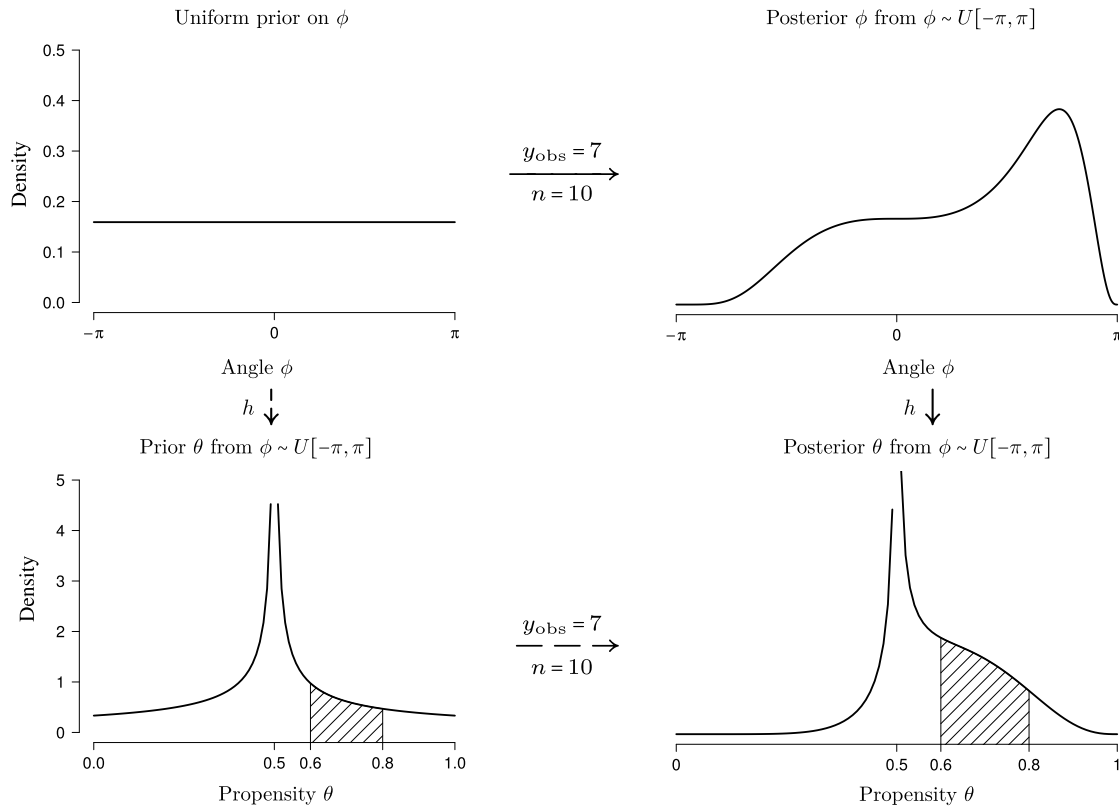 Uniform prior on ϕ
0.5
0.4
0.3
0.2
0.1
0.0
Density
−π 0 π
Angle ϕ
y_obs = 7
n = 10
Posterior ϕ from ϕ ~ U[−π, π]
−π 0 π
Angle ϕ
h
h
Prior θ from ϕ ~ U[−π, π]
5
4
3
2
1
0
Density
0.0 0.5 0.6 0.8 1.0
Propensity θ
y_obs = 7
n = 10
Posterior θ from ϕ ~ U[−π, π]
0 0.5 0.6 0.8 1
Propensity θ